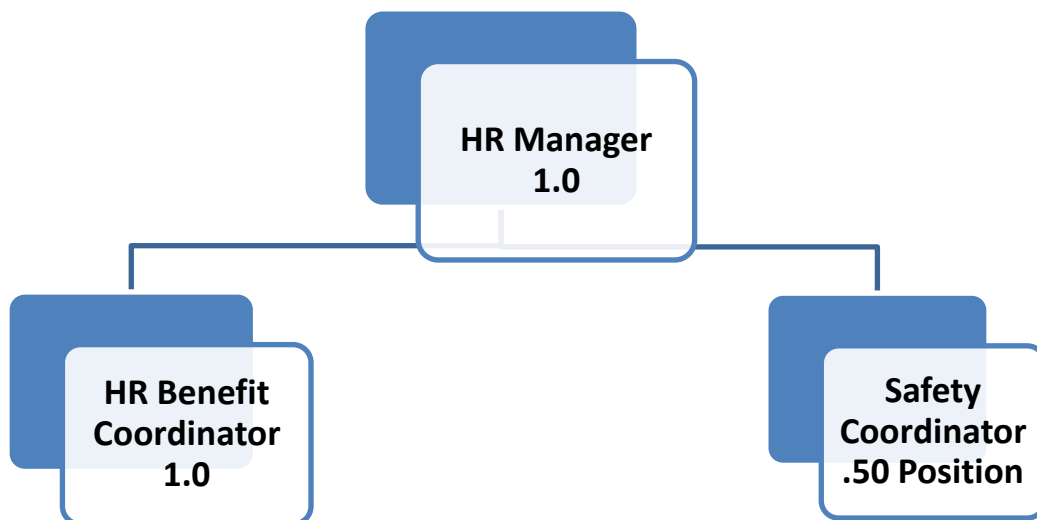 HR Manager
1.0
HR Benefit
Coordinator
1.0
Safety
Coordinator
.50 Position